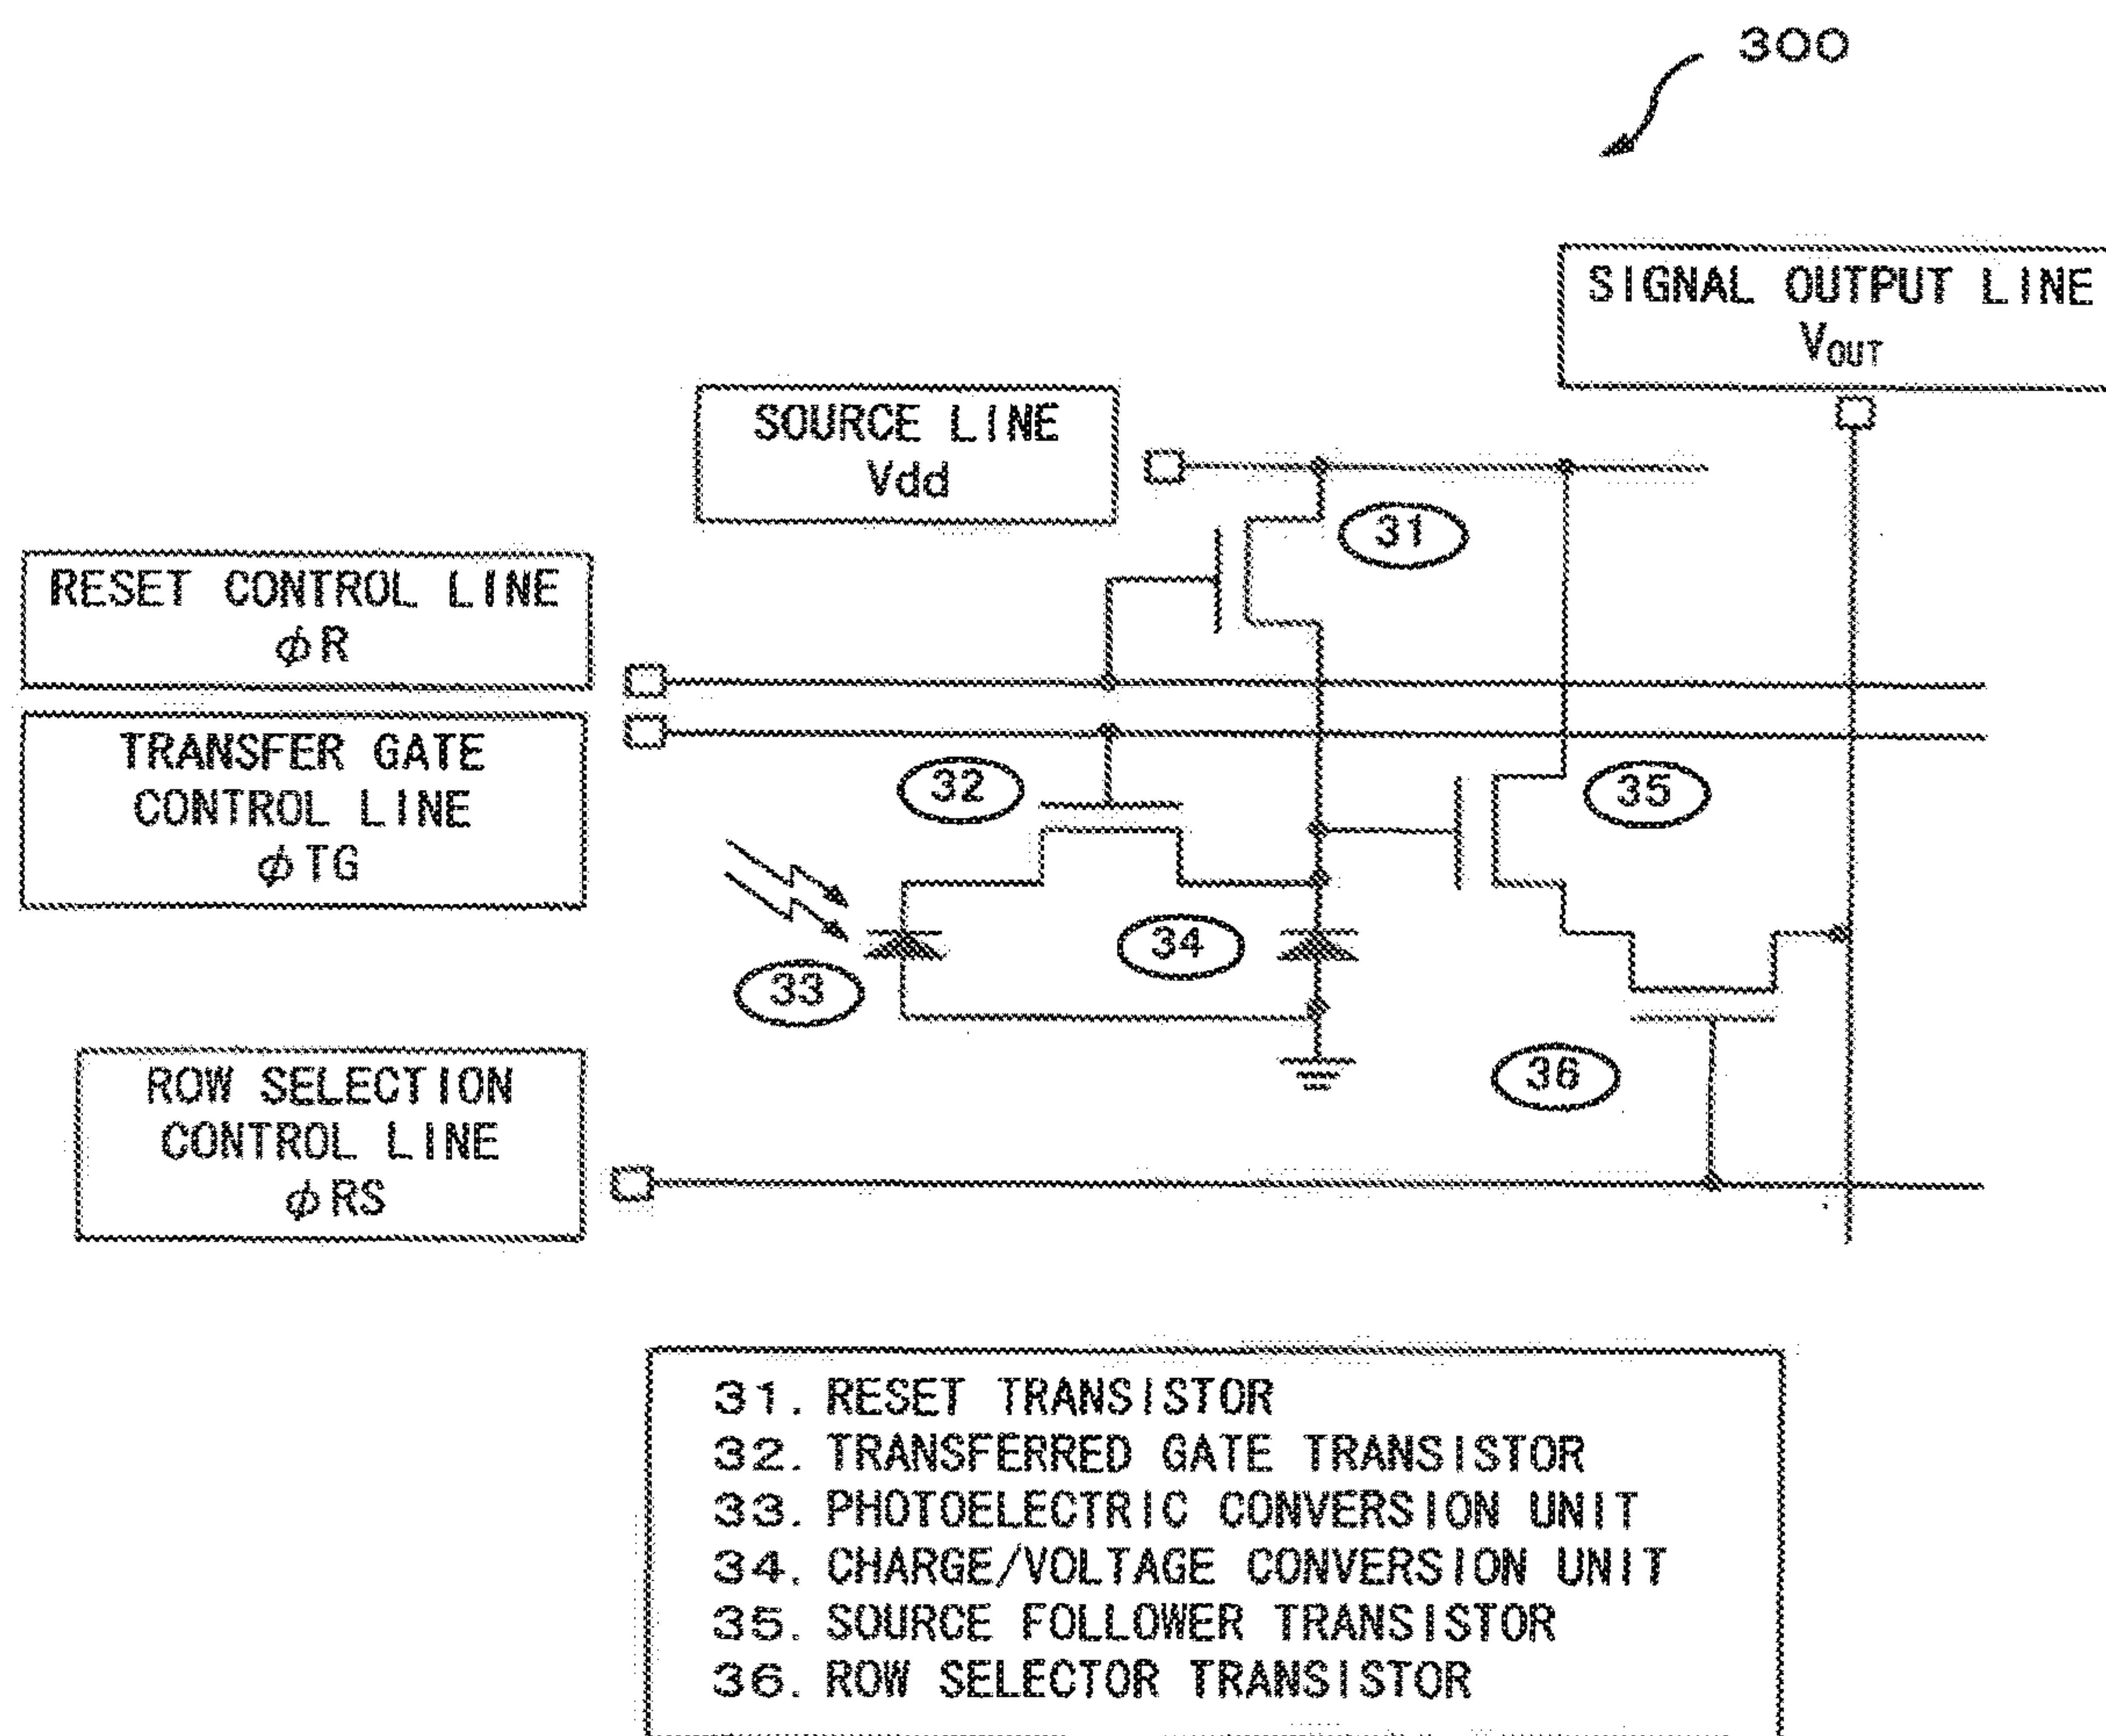 300
SIGNAL OUTPUT LINE
VOUT
SOURCE LINE
Vdd
31
RESET CONTROL LINE
φR
TRANSFER GATE
CONTROL LINE
φTG
32
35
34
33
36
ROW SELECTION
CONTROL LINE
φRS
31. RESET TRANSISTOR
32. TRANSFERRED GATE TRANSISTOR
33. PHOTOELECTRIC CONVERSION UNIT
34. CHARGE/VOLTAGE CONVERSION UNIT
35. SOURCE FOLLOWER TRANSISTOR
36. ROW SELECTOR TRANSISTOR